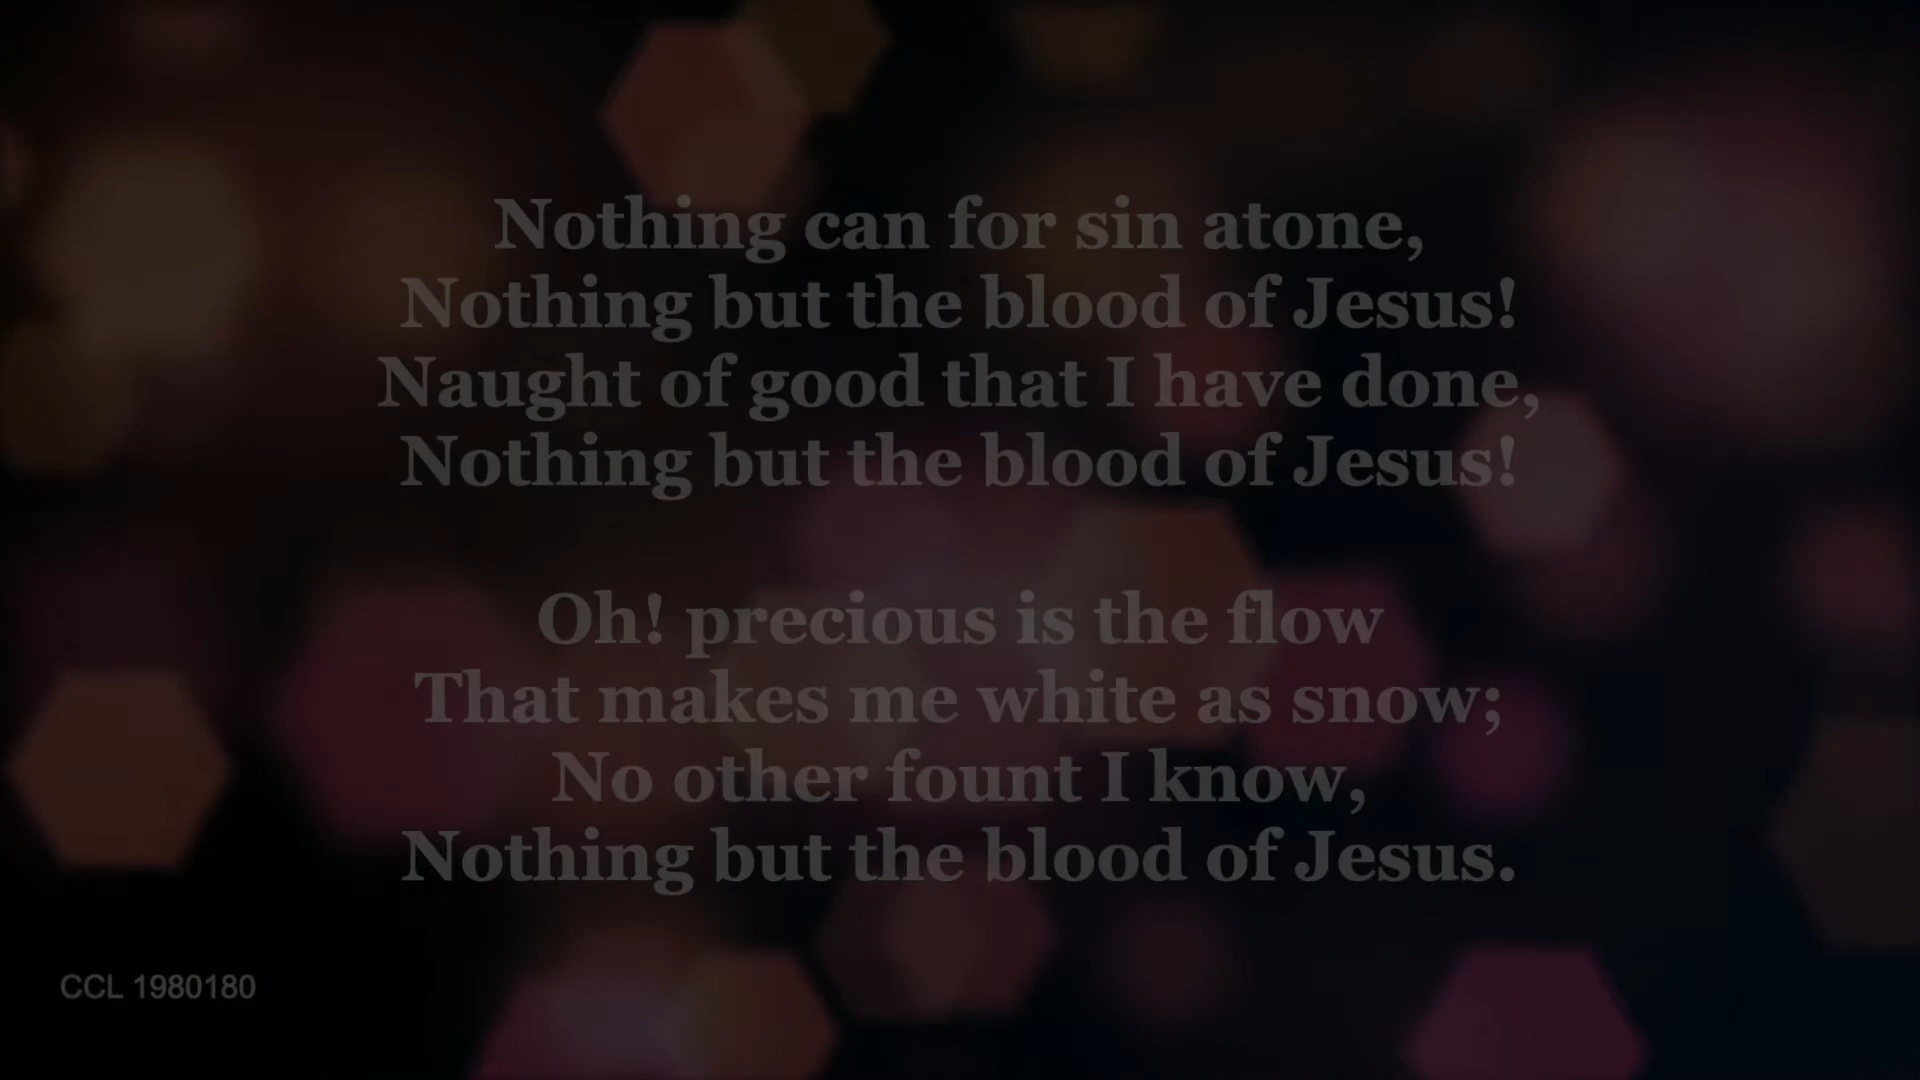 Nothing can for sin atone,
Nothing but the blood of Jesus!
Naught of good that I have done,
Nothing but the blood of Jesus!
Oh! precious is the flow
That makes me white as snow;
No other fount I know,
Nothing but the blood of Jesus.
CCL 1980180